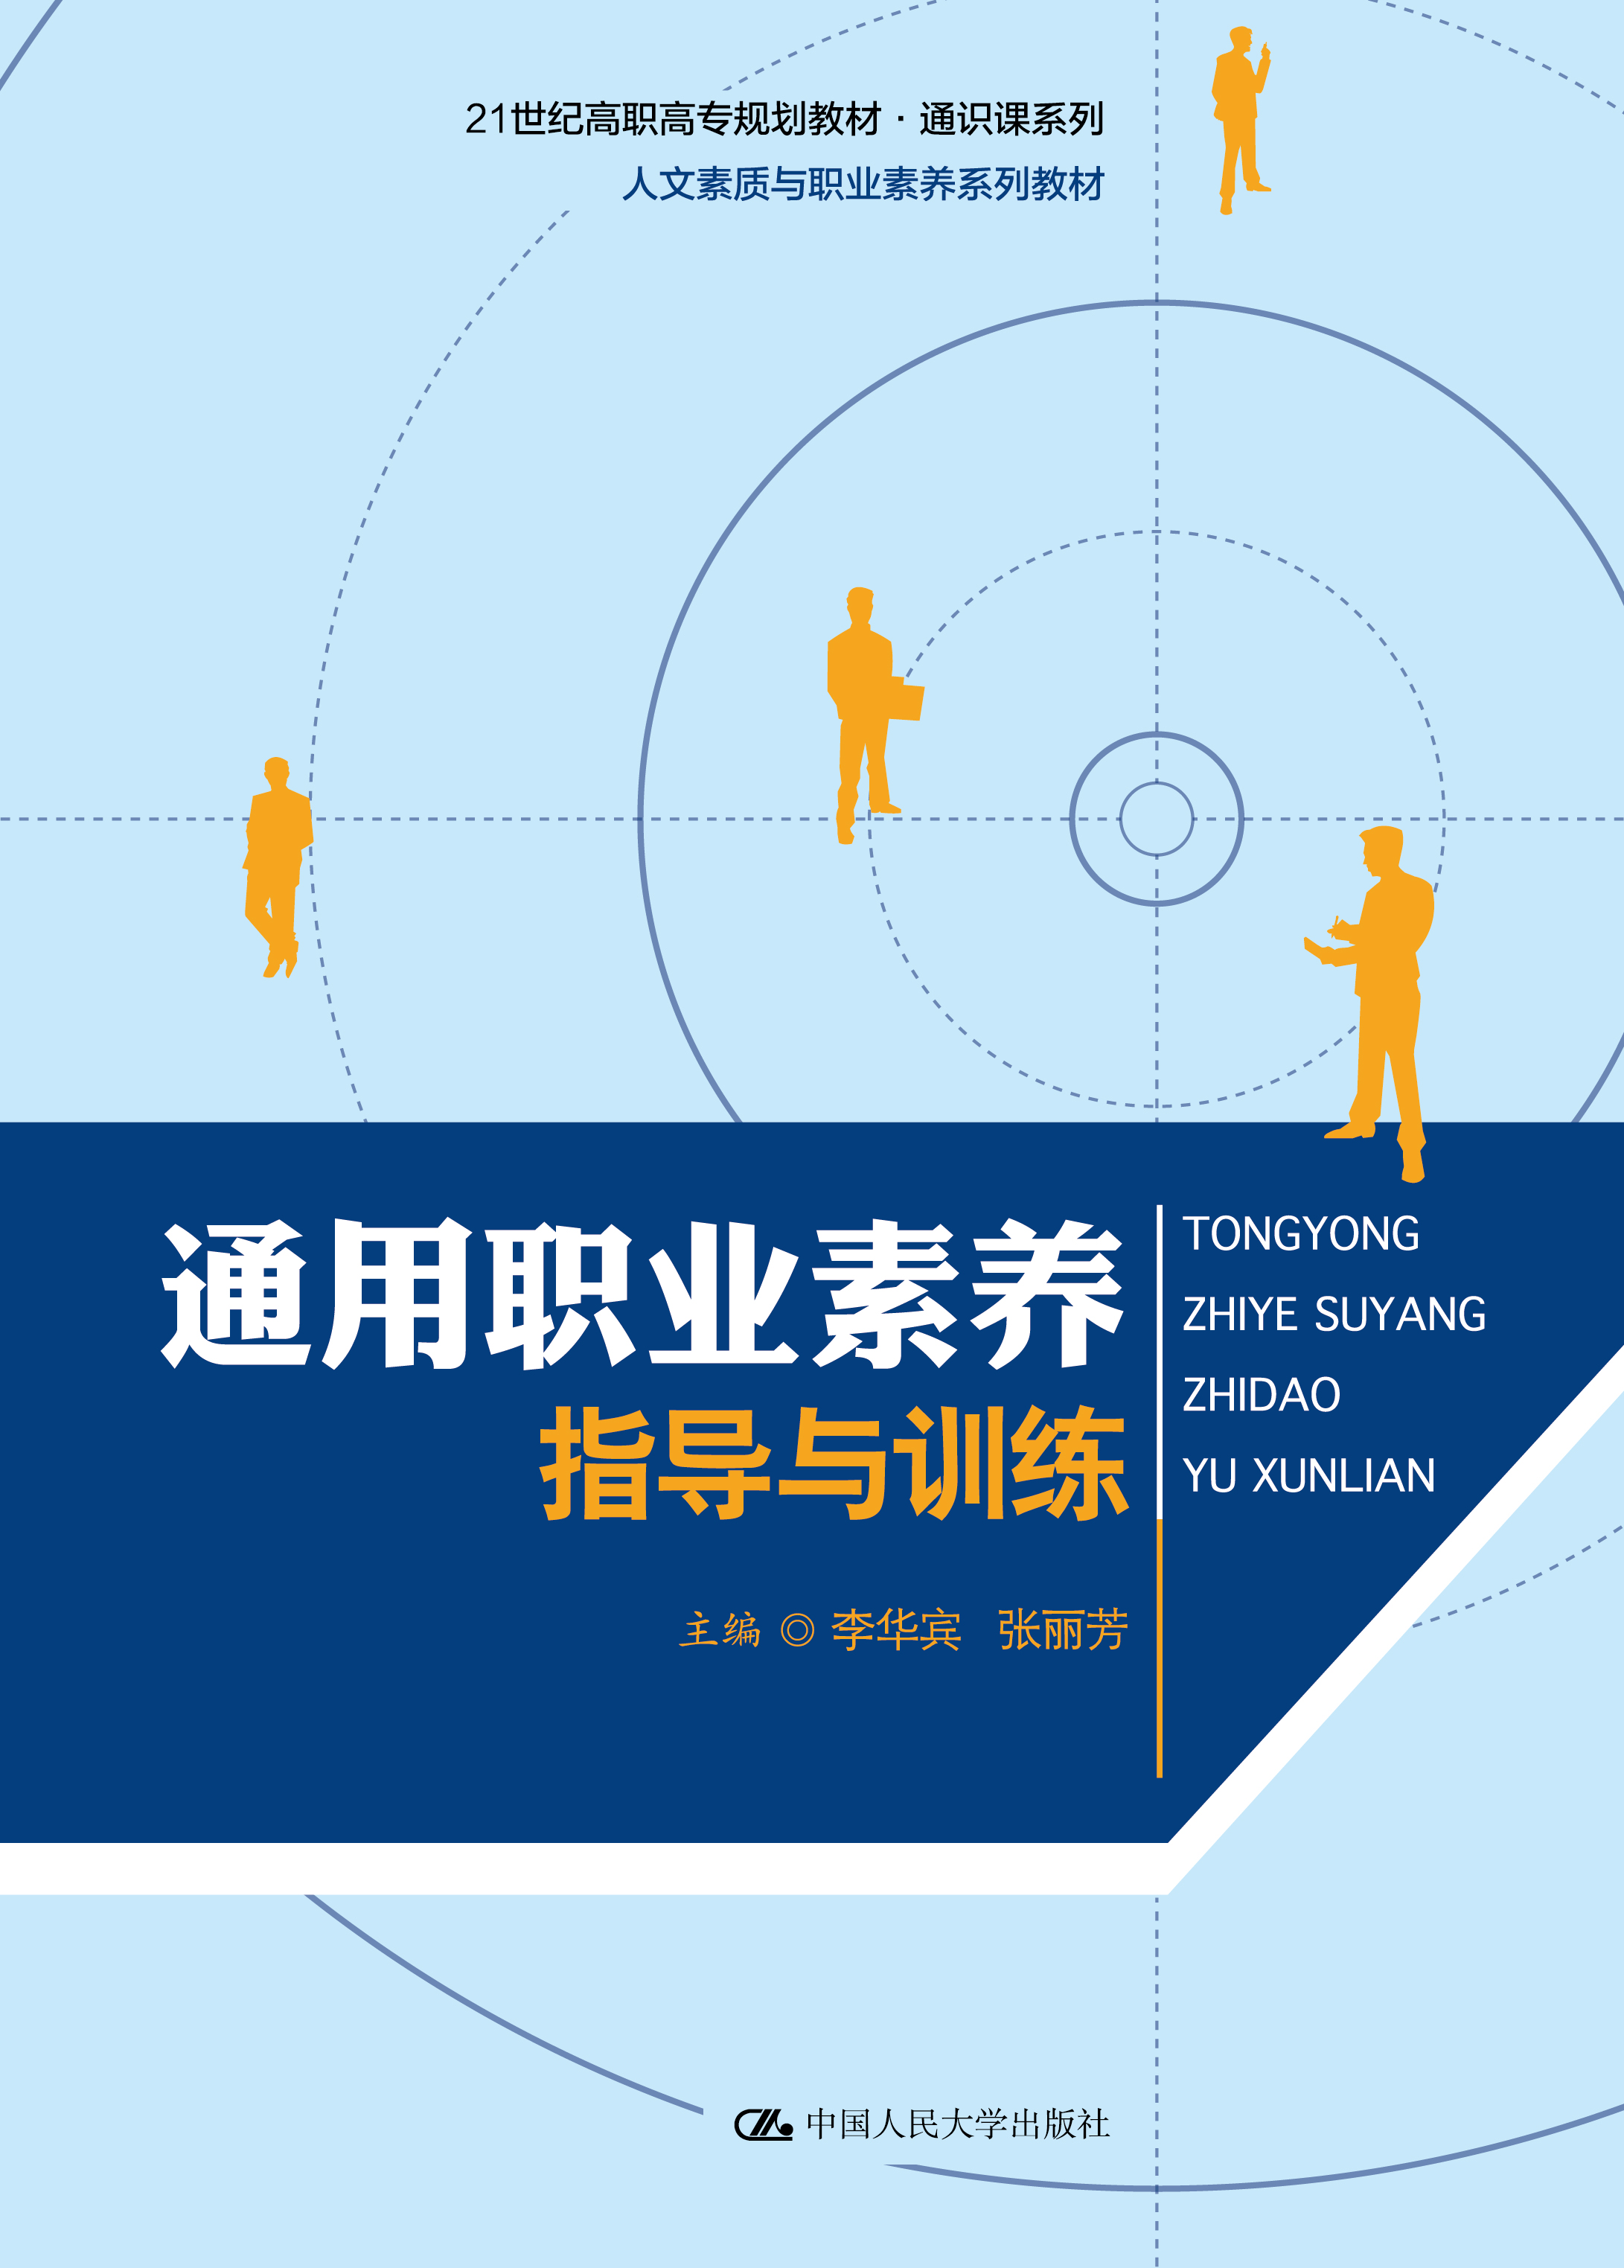 21世纪高职高专规划教材·通识课系列
人文素质与职业素养系列教材
通用职业素养
指导与训练
TONGYONG
ZHIYE SUYANG
ZHIDAO
YU XUNLIAN
主编◎李华宾 张丽芳
中国人民大学出版社